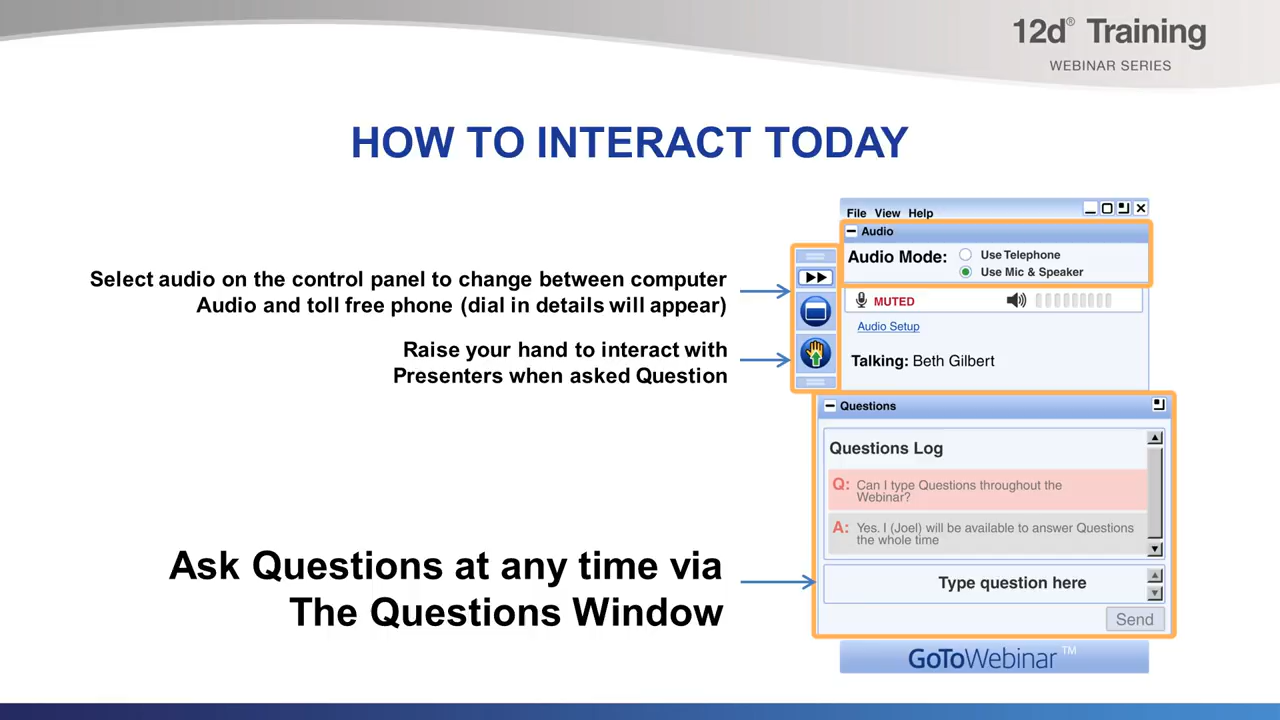 12d® Training
WEBINAR SERIES
HOW TO INTERACT TODAY
Select audio on the control panel to change between computer
Audio and toll free phone (dial in details will appear)
Raise your hand to interact with
Presenters when asked Question
Ask Questions at any time via
The Questions Window
File View Help
Audio
Audio Mode:
Use Telephone
Use Mic & Speaker
MUTED
Audio Setup
Talking: Beth Gilbert
Questions
Questions Log
Q: Can I type Questions throughout the
Webinar?
A: Yes. I (Joel) will be available to answer Questions
the whole time
Type question here
Send
GoToWebinar TM